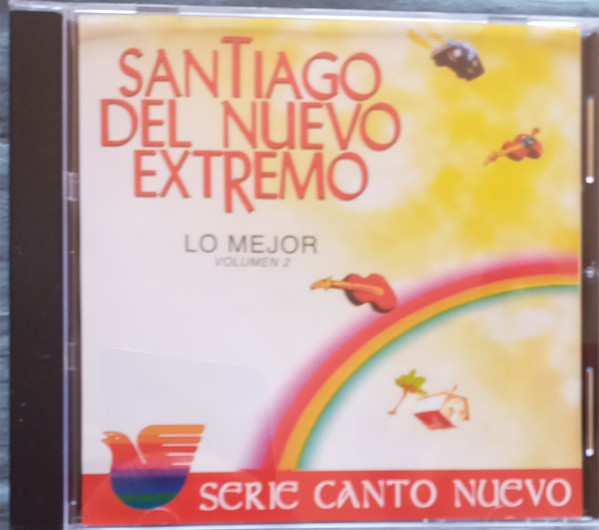 SANTIAGO
DEL NUEVO
EXTREMO
LO MEJOR
VOLUMEN 2
SERIE CANTO NUEVO